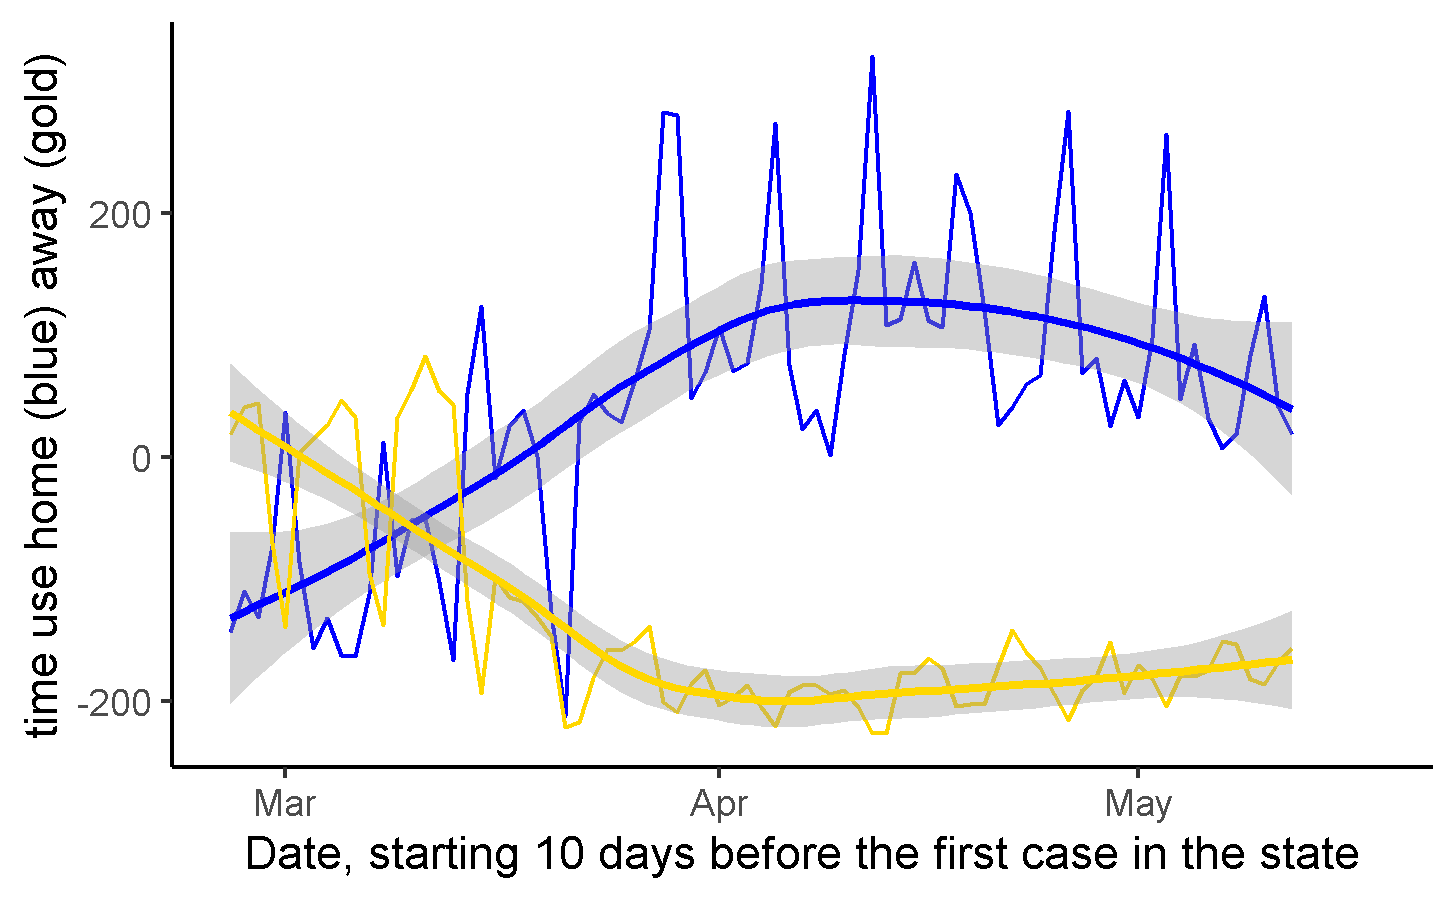 time use home (blue) away (gold)
200
0
-200
Mar Apr May
Date, starting 10 days before the first case in the state